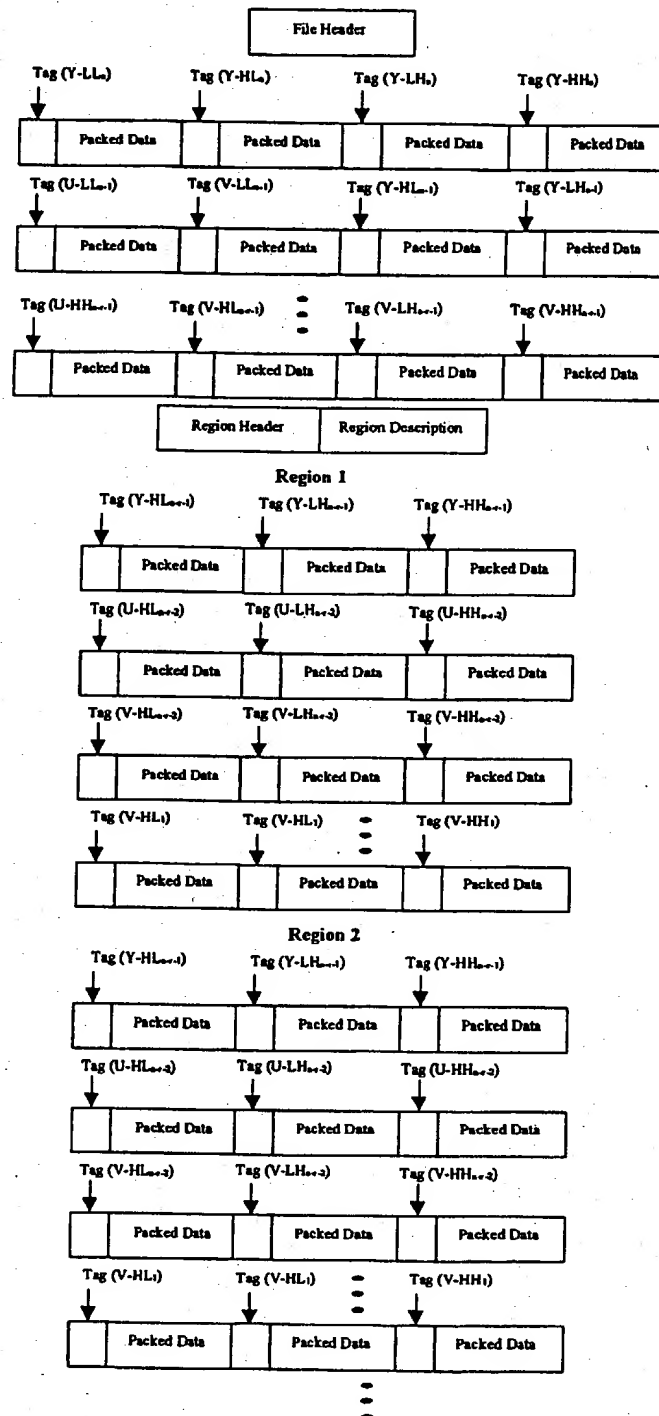 File Header
Tag (Y-LLₙ) Tag (Y-HLₙ) Tag (Y-LHₙ) Tag (Y-HHₙ)
Packed Data Packed Data Packed Data Packed Data
Tag (U-LLₙ₋₁) Tag (V-LLₙ₋₁) Tag (Y-HLₙ₋₁) Tag (Y-LHₙ₋₁)
Packed Data Packed Data Packed Data Packed Data
Tag (U-HHₙ₋ᵣ₋₁) Tag (V-HLₙ₋ᵣ₋₁) Tag (V-LHₙ₋ᵣ₋₁) Tag (V-HHₙ₋ᵣ₋₁)
Packed Data Packed Data Packed Data Packed Data
Region Header Region Description
Region 1
Tag (Y-HLₙ₋ᵣ₋₁) Tag (Y-LHₙ₋ᵣ₋₁) Tag (Y-HHₙ₋ᵣ₋₁)
Packed Data Packed Data Packed Data
Tag (U-HLₙ₋ᵣ₋₂) Tag (U-LHₙ₋ᵣ₋₂) Tag (U-HHₙ₋ᵣ₋₂)
Packed Data Packed Data Packed Data
Tag (V-HLₙ₋ᵣ₋₂) Tag (V-LHₙ₋ᵣ₋₂) Tag (V-HHₙ₋ᵣ₋₂)
Packed Data Packed Data Packed Data
Tag (V-HL₁) Tag (V-HL₁) Tag (V-HH₁)
Packed Data Packed Data Packed Data
Region 2
Tag (Y-HLₙ₋ᵣ₋₁) Tag (Y-LHₙ₋ᵣ₋₁) Tag (Y-HHₙ₋ᵣ₋₁)
Packed Data Packed Data Packed Data
Tag (U-HLₙ₋ᵣ₋₂) Tag (U-LHₙ₋ᵣ₋₂) Tag (U-HHₙ₋ᵣ₋₂)
Packed Data Packed Data Packed Data
Tag (V-HLₙ₋ᵣ₋₂) Tag (V-LHₙ₋ᵣ₋₂) Tag (V-HHₙ₋ᵣ₋₂)
Packed Data Packed Data Packed Data
Tag (V-HL₁) Tag (V-HL₁) Tag (V-HH₁)
Packed Data Packed Data Packed Data